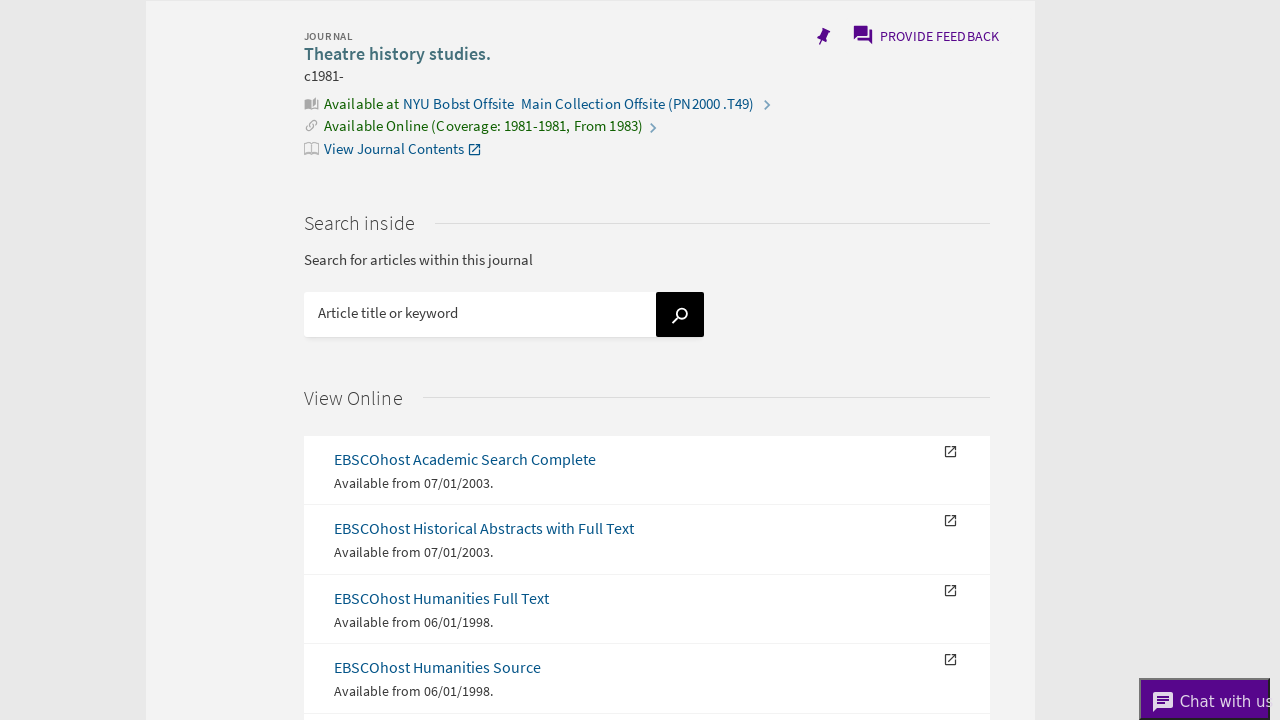 JOURNAL
PROVIDE FEEDBACK
Theatre history studies.
c1981-
Available at NYU Bobst Offsite Main Collection Offsite (PN2000 .T49)
Available Online (Coverage: 1981-1981, From 1983)
View Journal Contents
Search inside
Search for articles within this journal
Article title or keyword
View Online
EBSCOhost Academic Search Complete
Available from 07/01/2003.
EBSCOhost Historical Abstracts with Full Text
Available from 07/01/2003.
EBSCOhost Humanities Full Text
Available from 06/01/1998.
EBSCOhost Humanities Source
Available from 06/01/1998.
Chat with us